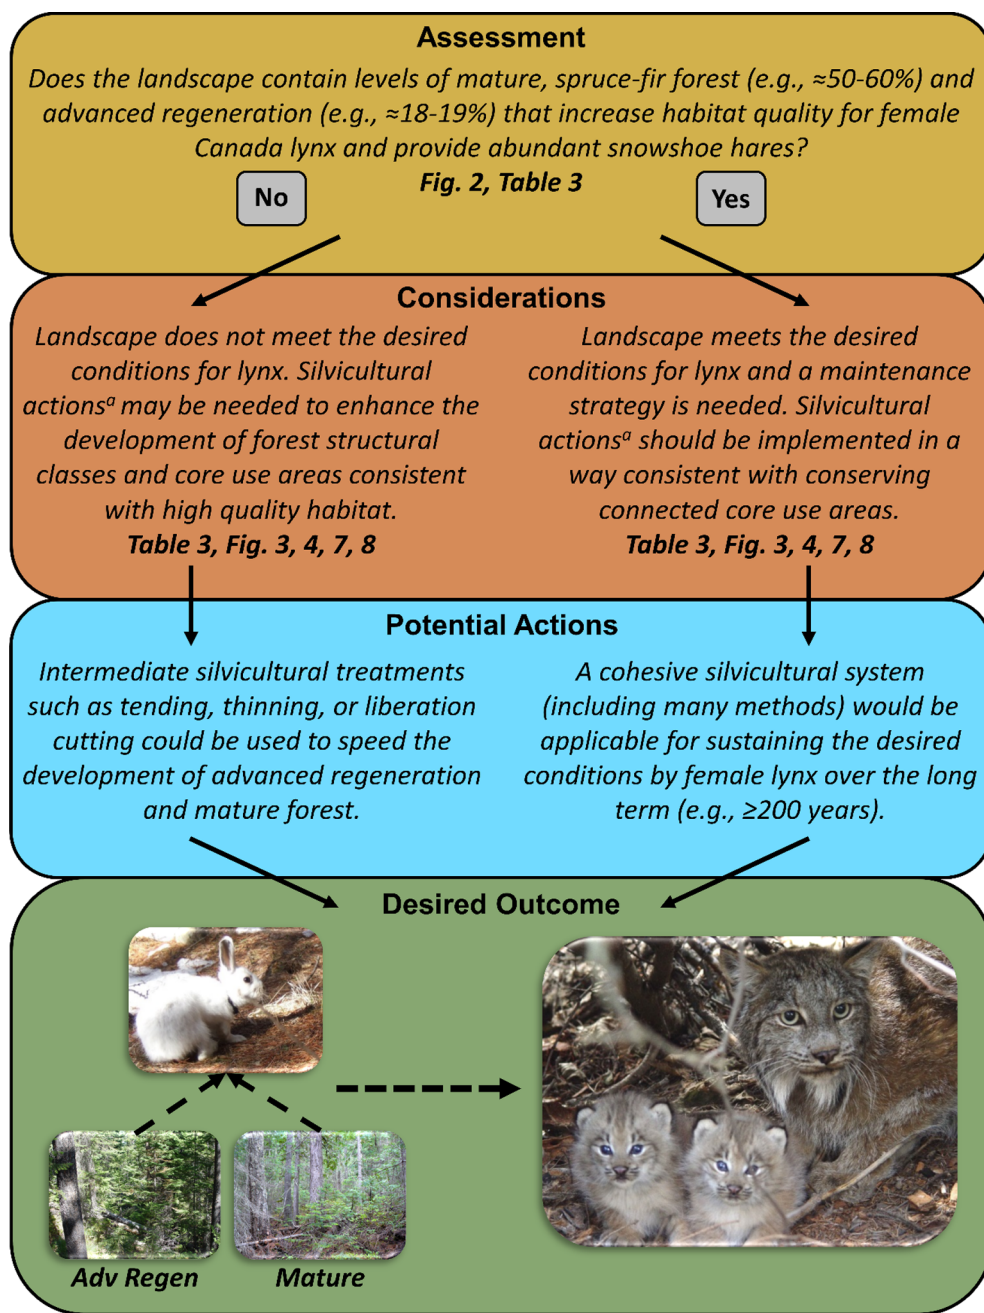 Assessment
Does the landscape contain levels of mature, spruce-fir forest (e.g., ≈50-60%) and
advanced regeneration (e.g., ≈18-19%) that increase habitat quality for female
Canada lynx and provide abundant snowshoe hares?
Fig. 2, Table 3
No
Yes
Considerations
Landscape does not meet the desired
conditions for lynx. Silvicultural
actionsᵃ may be needed to enhance the
development of forest structural
classes and core use areas consistent
with high quality habitat.
Table 3, Fig. 3, 4, 7, 8
Landscape meets the desired
conditions for lynx and a maintenance
strategy is needed. Silvicultural
actionsᵃ should be implemented in a
way consistent with conserving
connected core use areas.
Table 3, Fig. 3, 4, 7, 8
Potential Actions
Intermediate silvicultural treatments
such as tending, thinning, or liberation
cutting could be used to speed the
development of advanced regeneration
and mature forest.
A cohesive silvicultural system
(including many methods) would be
applicable for sustaining the desired
conditions by female lynx over the long
term (e.g., ≥200 years).
Desired Outcome
Adv Regen
Mature